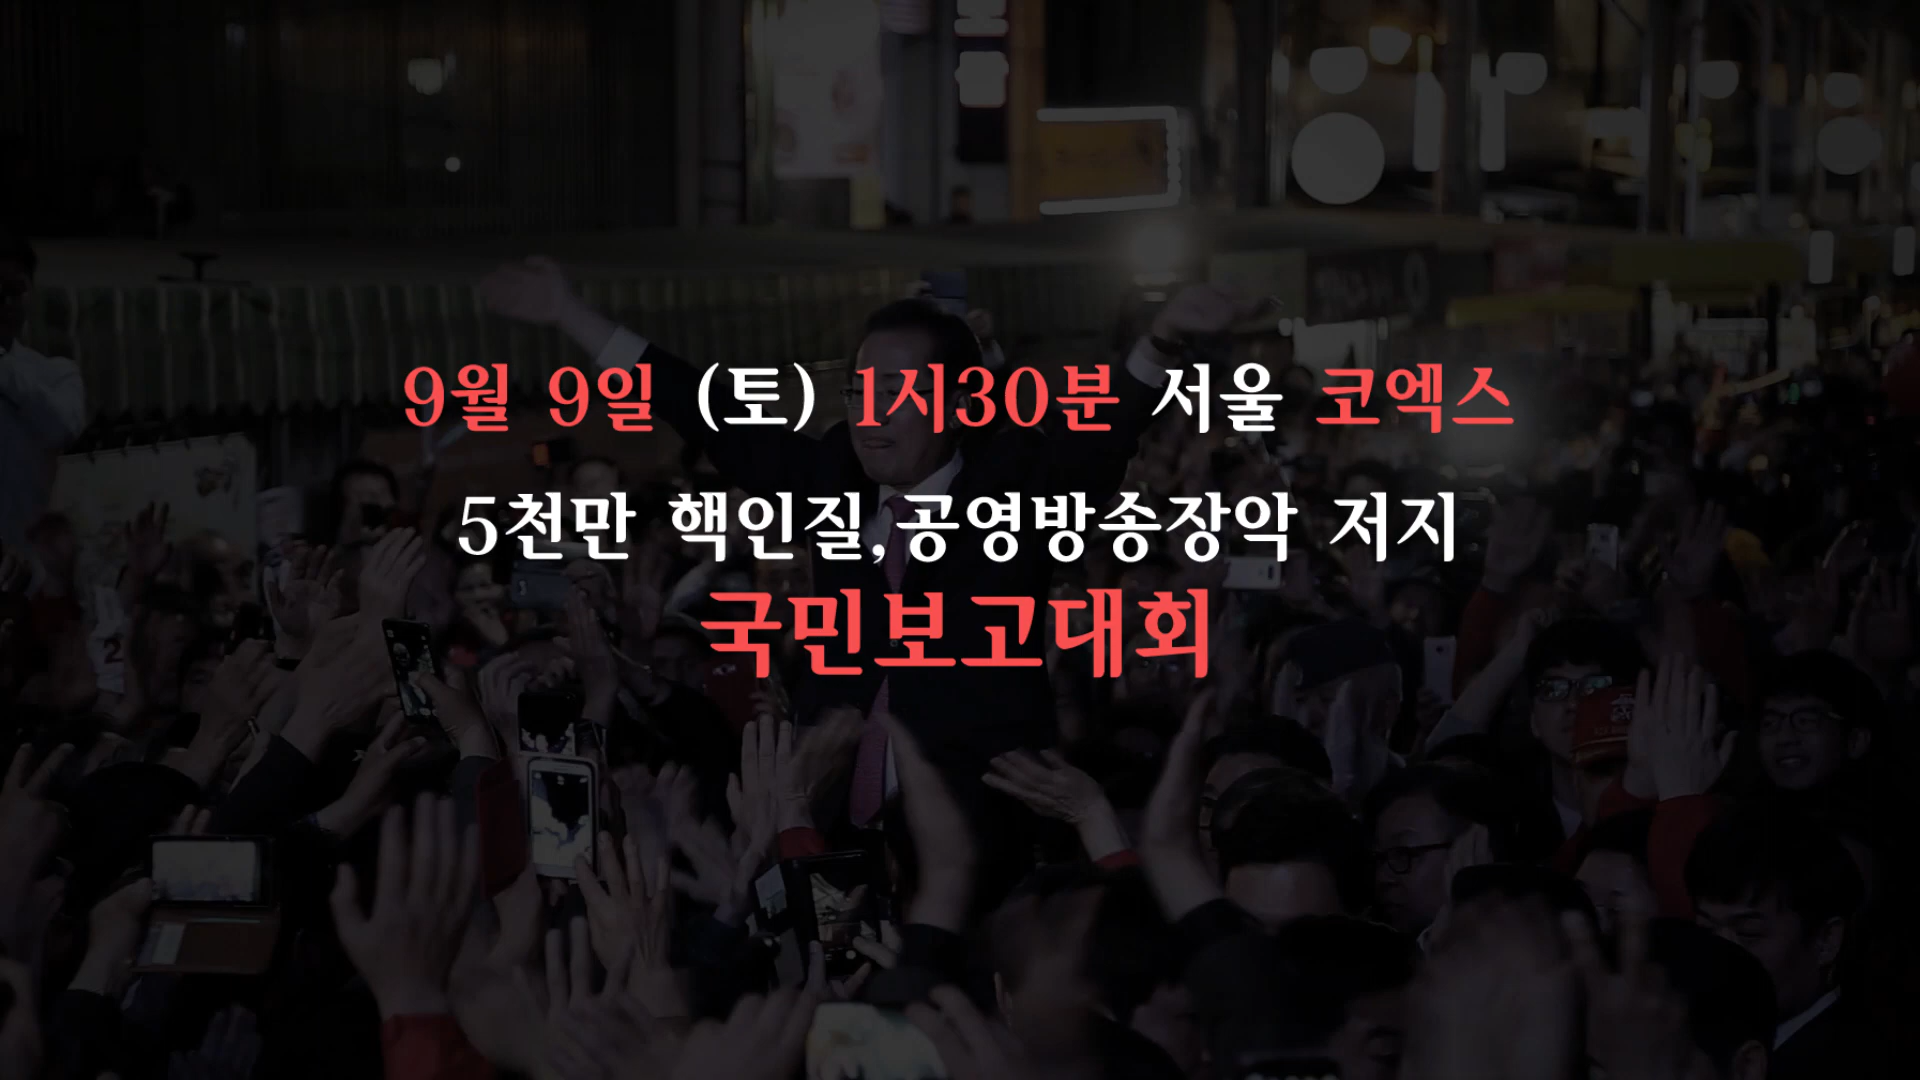 9월 9일 (토) 1시30분 서울 코엑스
5천만 핵인질,공영방송장악 저지
국민보고대회